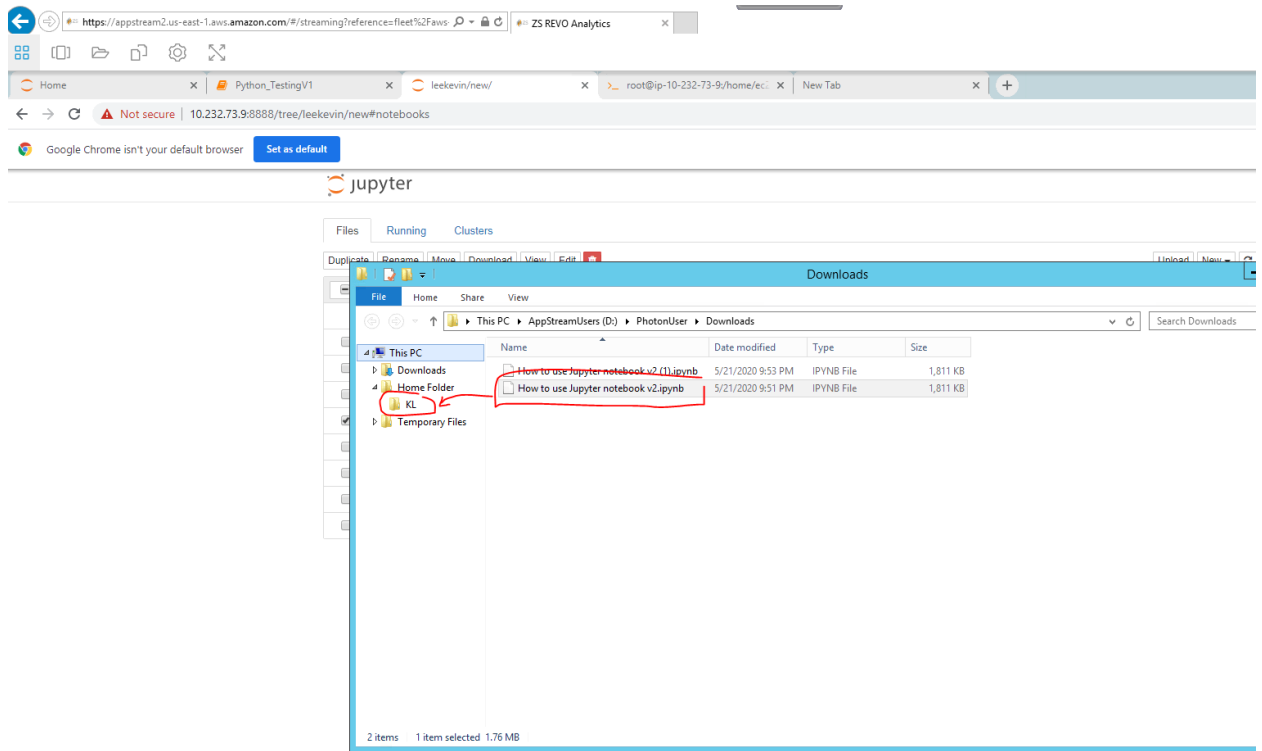 https://appstream2.us-east-1.aws.amazon.com/#/streaming?reference=fleet%2Faws-
ZS REVO Analytics
Home
Python_TestingV1
leekevin/new/
root@ip-10-232-73-9:/home/ec2
New Tab
Not secure | 10.232.73.9:8888/tree/leekevin/new#notebooks
Google Chrome isn't your default browser
Set as default
jupyter
Files Running Clusters
Duplicate Rename Move Download View Edit
Upload New
Downloads
File Home Share View
This PC AppStreamUsers (D:) PhotonUser Downloads
Search Downloads
This PC
Downloads
Home Folder
KL
Temporary Files
Name Date modified Type Size
How to use Jupyter notebook v2 (1).ipynb 5/21/2020 9:53 PM IPYNB File 1,811 KB
How to use Jupyter notebook v2.ipynb 5/21/2020 9:51 PM IPYNB File 1,811 KB
2 items 1 item selected 1.76 MB